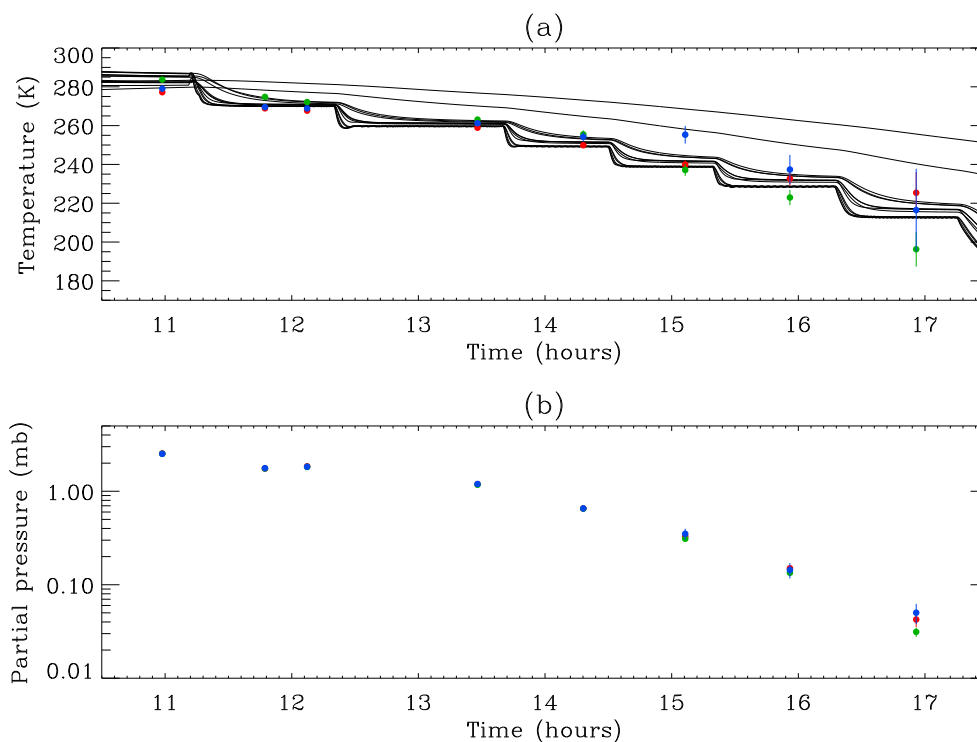 (a)
300
280
260
240
220
200
180
Temperature (K)
11 12 13 14 15 16 17
Time (hours)
(b)
1.00
0.10
0.01
Partial pressure (mb)
11 12 13 14 15 16 17
Time (hours)